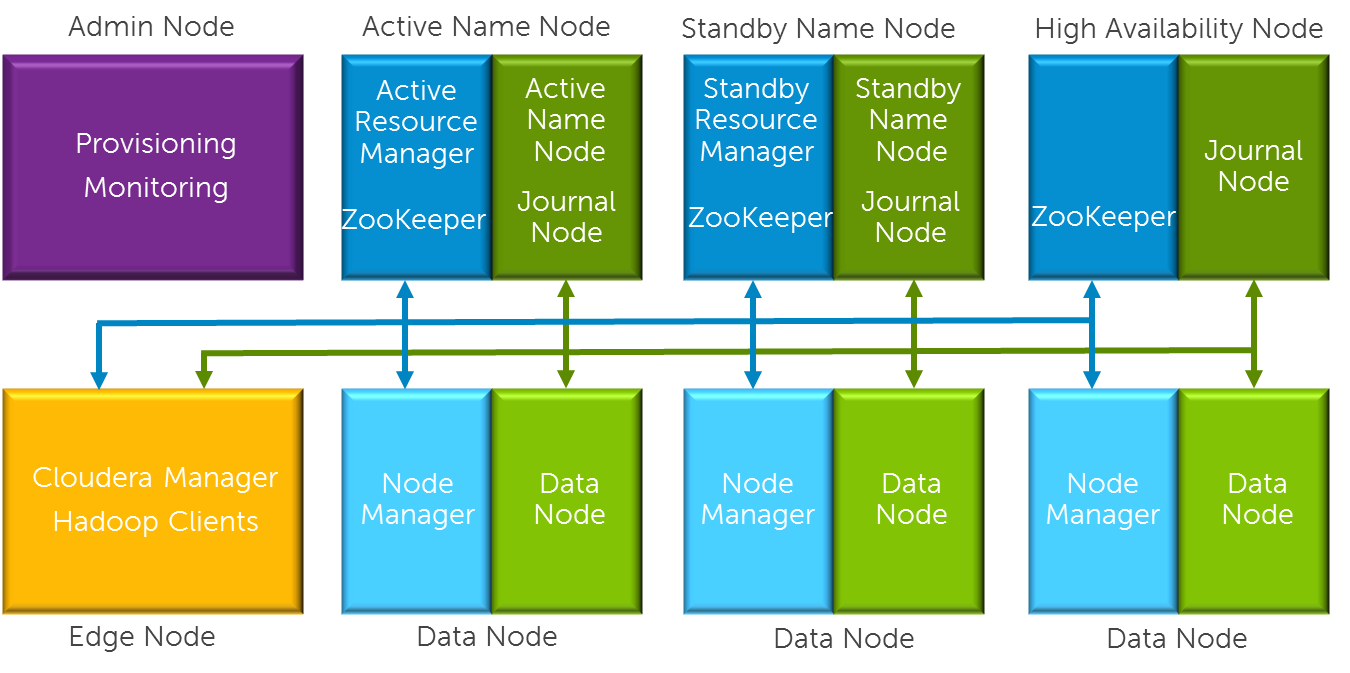 Admin Node
Active Name Node
Standby Name Node
High Availability Node
Provisioning
Monitoring
Active
Resource
Manager
ZooKeeper
Active
Name
Node
Journal
Node
Standby
Resource
Manager
ZooKeeper
Standby
Name
Node
Journal
Node
ZooKeeper
Journal
Node
Cloudera Manager
Hadoop Clients
Node
Manager
Data
Node
Node
Manager
Data
Node
Node
Manager
Data
Node
Edge Node
Data Node
Data Node
Data Node